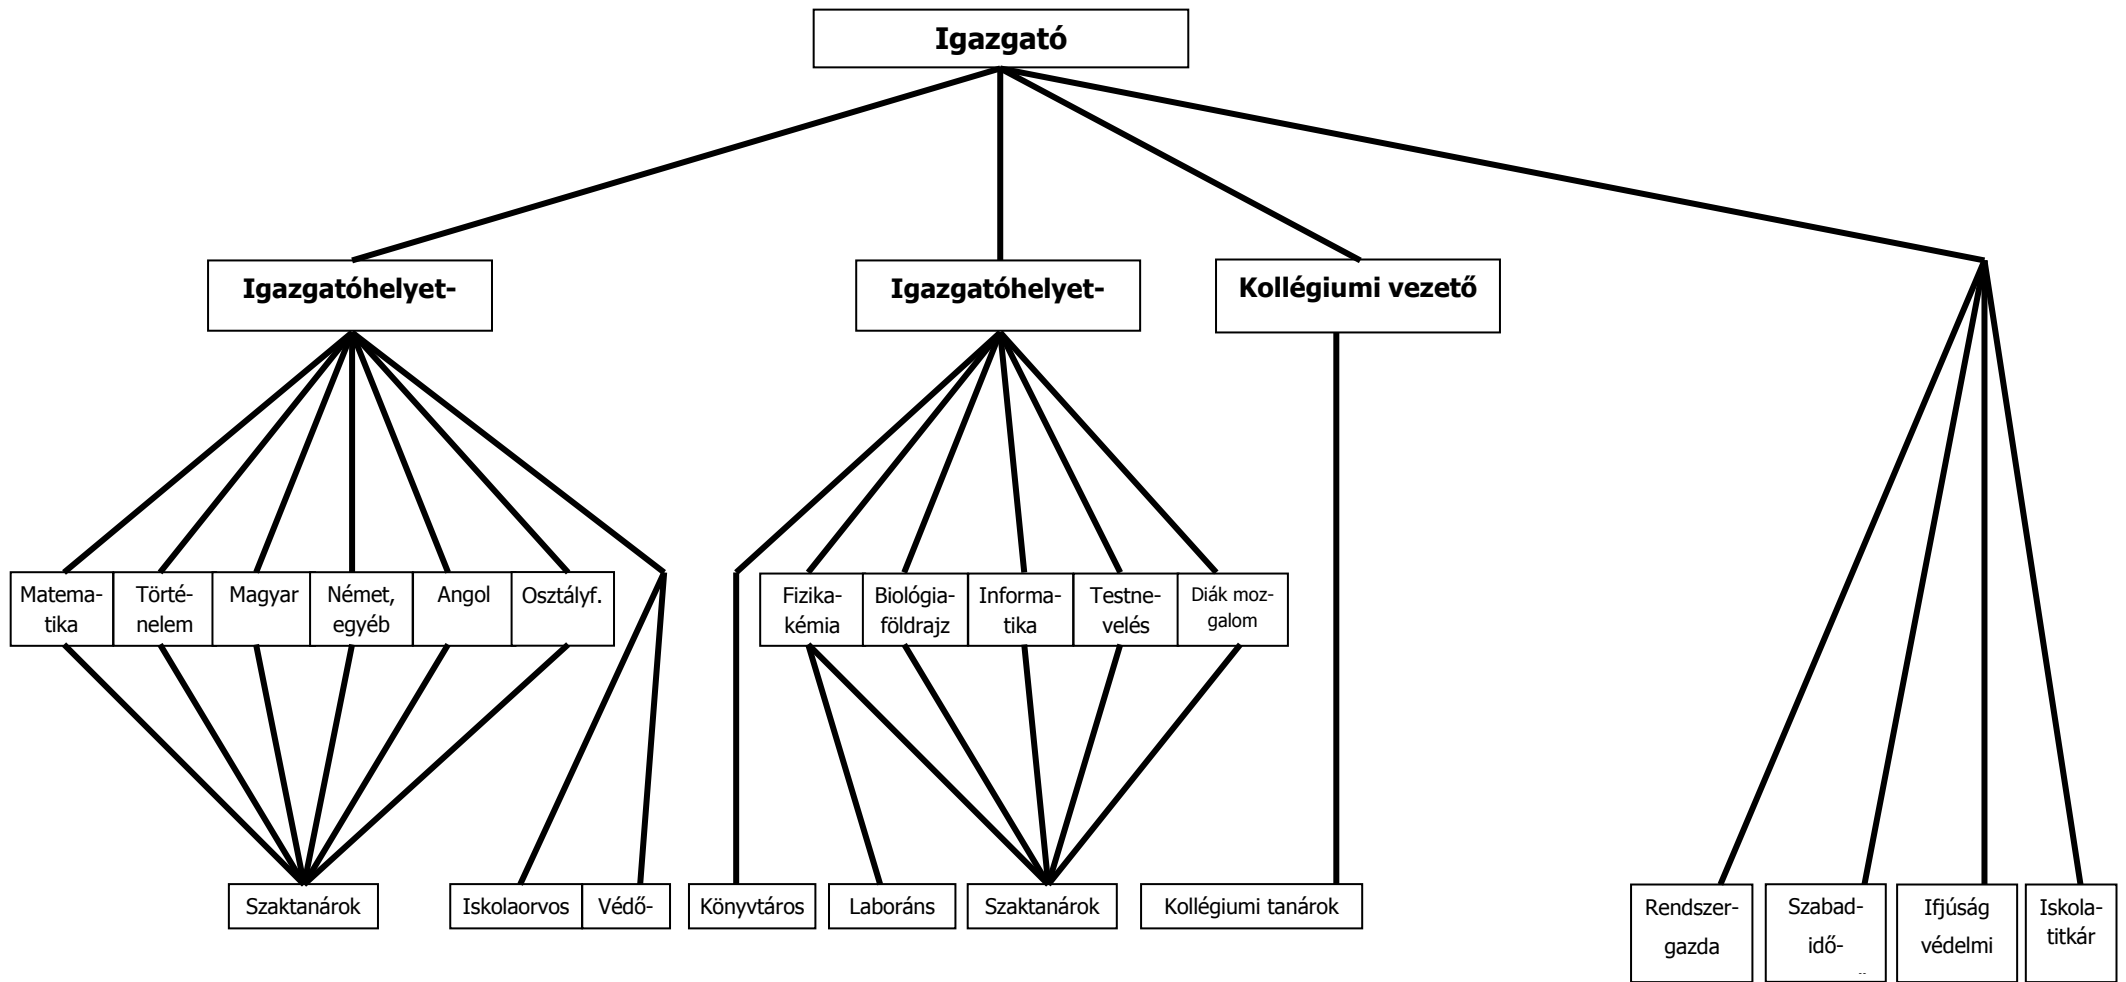 Igazgató
Igazgatóhelyet-
Igazgatóhelyet-
Kollégiumi vezető
Matema-
tika
Törté-
nelem
Magyar
Német,
egyéb
Angol
Osztályf.
Fizika-
kémia
Biológia-
földrajz
Informa-
tika
Testne-
velés
Diák moz-
galom
Szaktanárok
Iskolaorvos
Védő-
Könyvtáros
Laboráns
Szaktanárok
Kollégiumi tanárok
Rendszer-
gazda
Szabad-
idő-
Ifjúság
védelmi
Iskola-
titkár